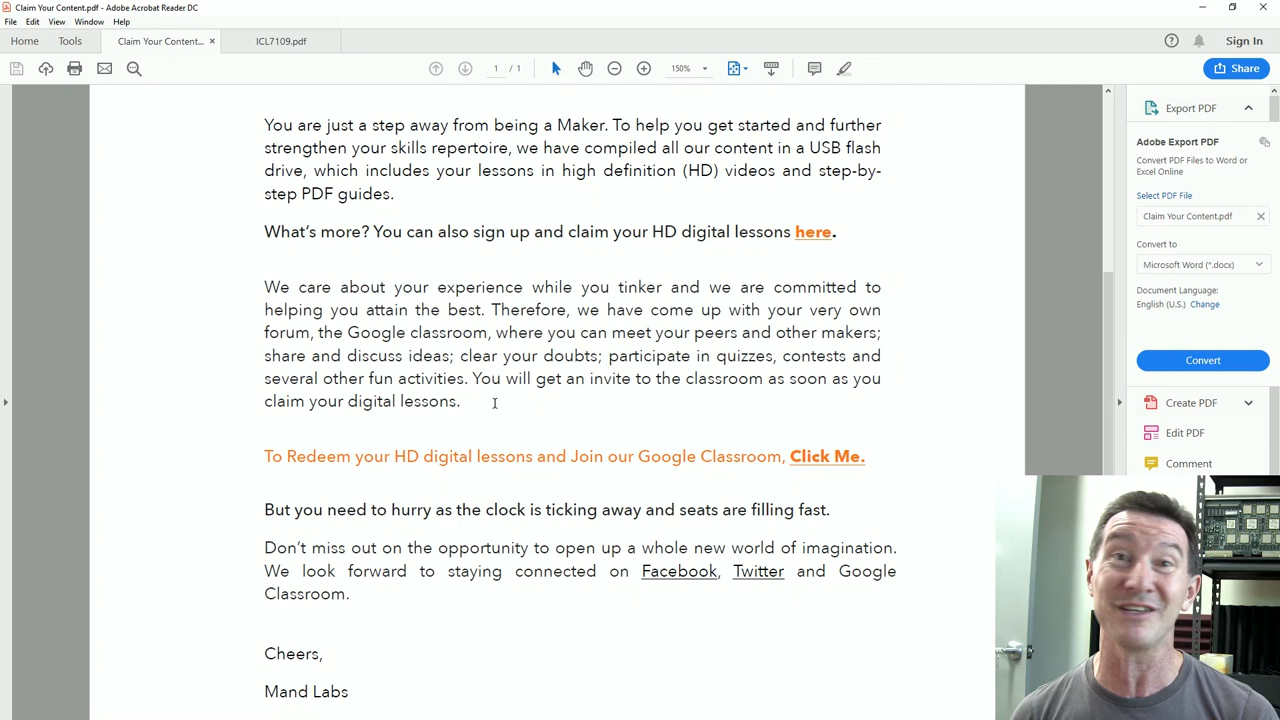 Claim Your Content.pdf - Adobe Acrobat Reader DC
File Edit View Window Help
Home Tools Claim Your Content... × ICL7109.pdf Sign In
1 / 1 150% Share
You are just a step away from being a Maker. To help you get started and further
strengthen your skills repertoire, we have compiled all our content in a USB flash
drive, which includes your lessons in high definition (HD) videos and step-by-
step PDF guides.
What's more? You can also sign up and claim your HD digital lessons here.
We care about your experience while you tinker and we are committed to
helping you attain the best. Therefore, we have come up with your very own
forum, the Google classroom, where you can meet your peers and other makers;
share and discuss ideas; clear your doubts; participate in quizzes, contests and
several other fun activities. You will get an invite to the classroom as soon as you
claim your digital lessons.
To Redeem your HD digital lessons and Join our Google Classroom, Click Me.
But you need to hurry as the clock is ticking away and seats are filling fast.
Don't miss out on the opportunity to open up a whole new world of imagination.
We look forward to staying connected on Facebook, Twitter and Google
Classroom.
Cheers,
Mand Labs
Export PDF
Adobe Export PDF
Convert PDF Files to Word or
Excel Online
Select PDF File
Claim Your Content.pdf
Convert to
Microsoft Word (*.docx)
Document Language:
English (U.S.) Change
Convert
Create PDF
Edit PDF
Comment